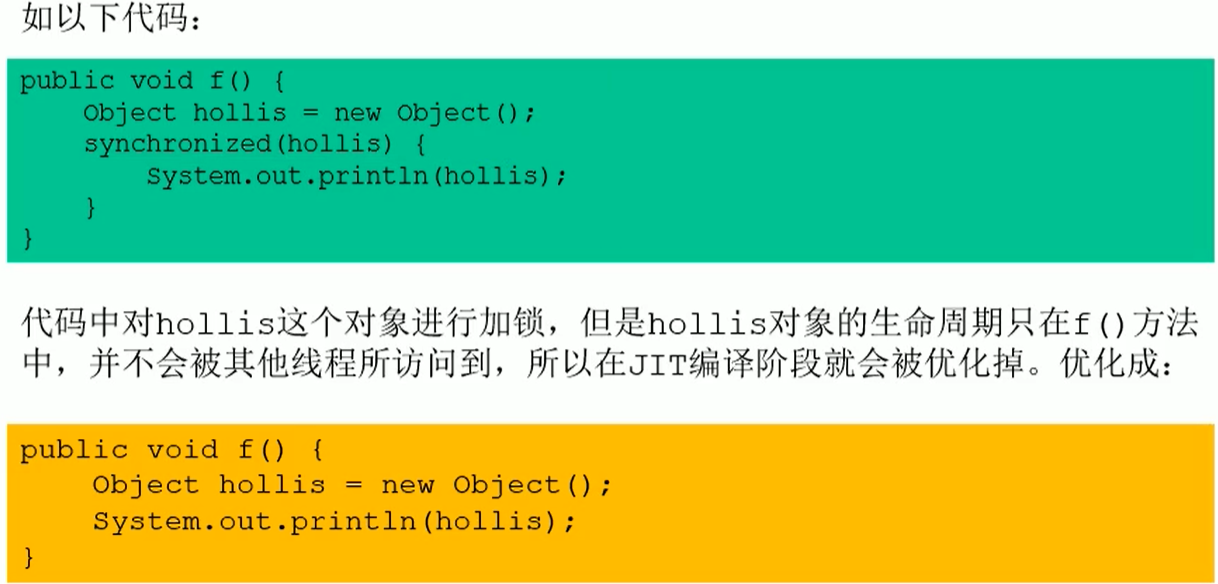 如以下代码：
public void f() {
    Object hollis = new Object();
    synchronized(hollis) {
        System.out.println(hollis);
    }
}
代码中对hollis这个对象进行加锁，但是hollis对象的生命周期只在f()方法
中，并不会被其他线程所访问到，所以在JIT编译阶段就会被优化掉。优化成：
public void f() {
    Object hollis = new Object();
    System.out.println(hollis);
}